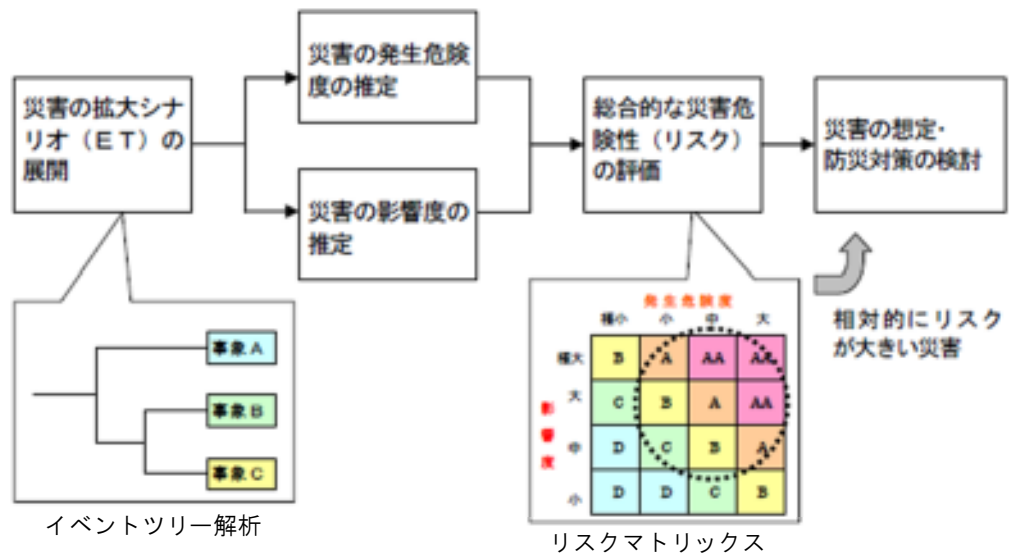 災害の拡大シナ
リオ（ＥＴ）の
展開
災害の発生危険
度の推定
災害の影響度の
推定
総合的な災害危
険性（リスク）
の評価
災害の想定・
防災対策の検討
事象Ａ
事象Ｂ
事象Ｃ
イベントツリー解析
発生危険度
極小 小 中 大
影響度
極大 B A AA AA
大 C B A AA
中 D C B A
小 D D C B
リスクマトリックス
相対的にリスク
が大きい災害